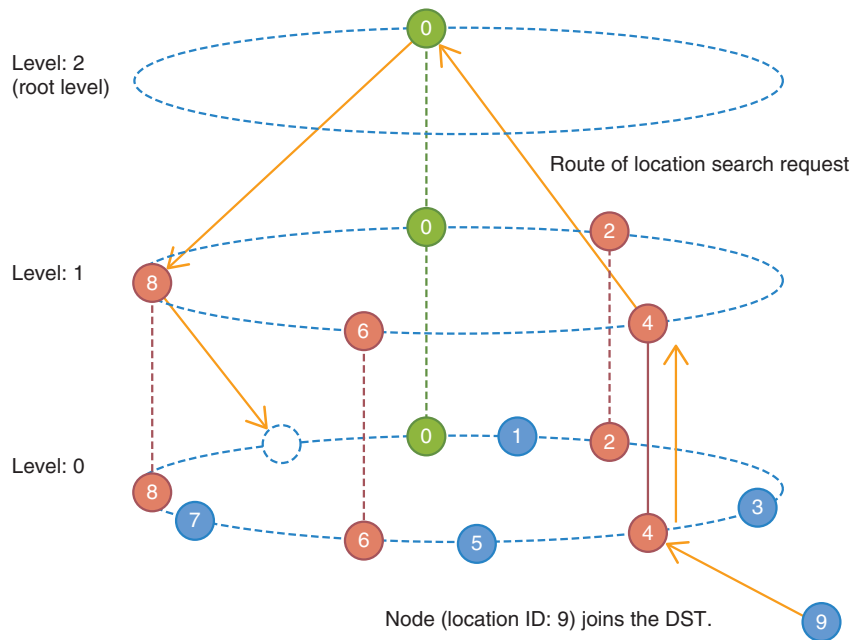 0
Level: 2
(root level)
Route of location search request
0
2
Level: 1
8
6
4
0
1
2
Level: 0
8
7
3
6
5
4
Node (location ID: 9) joins the DST.
9